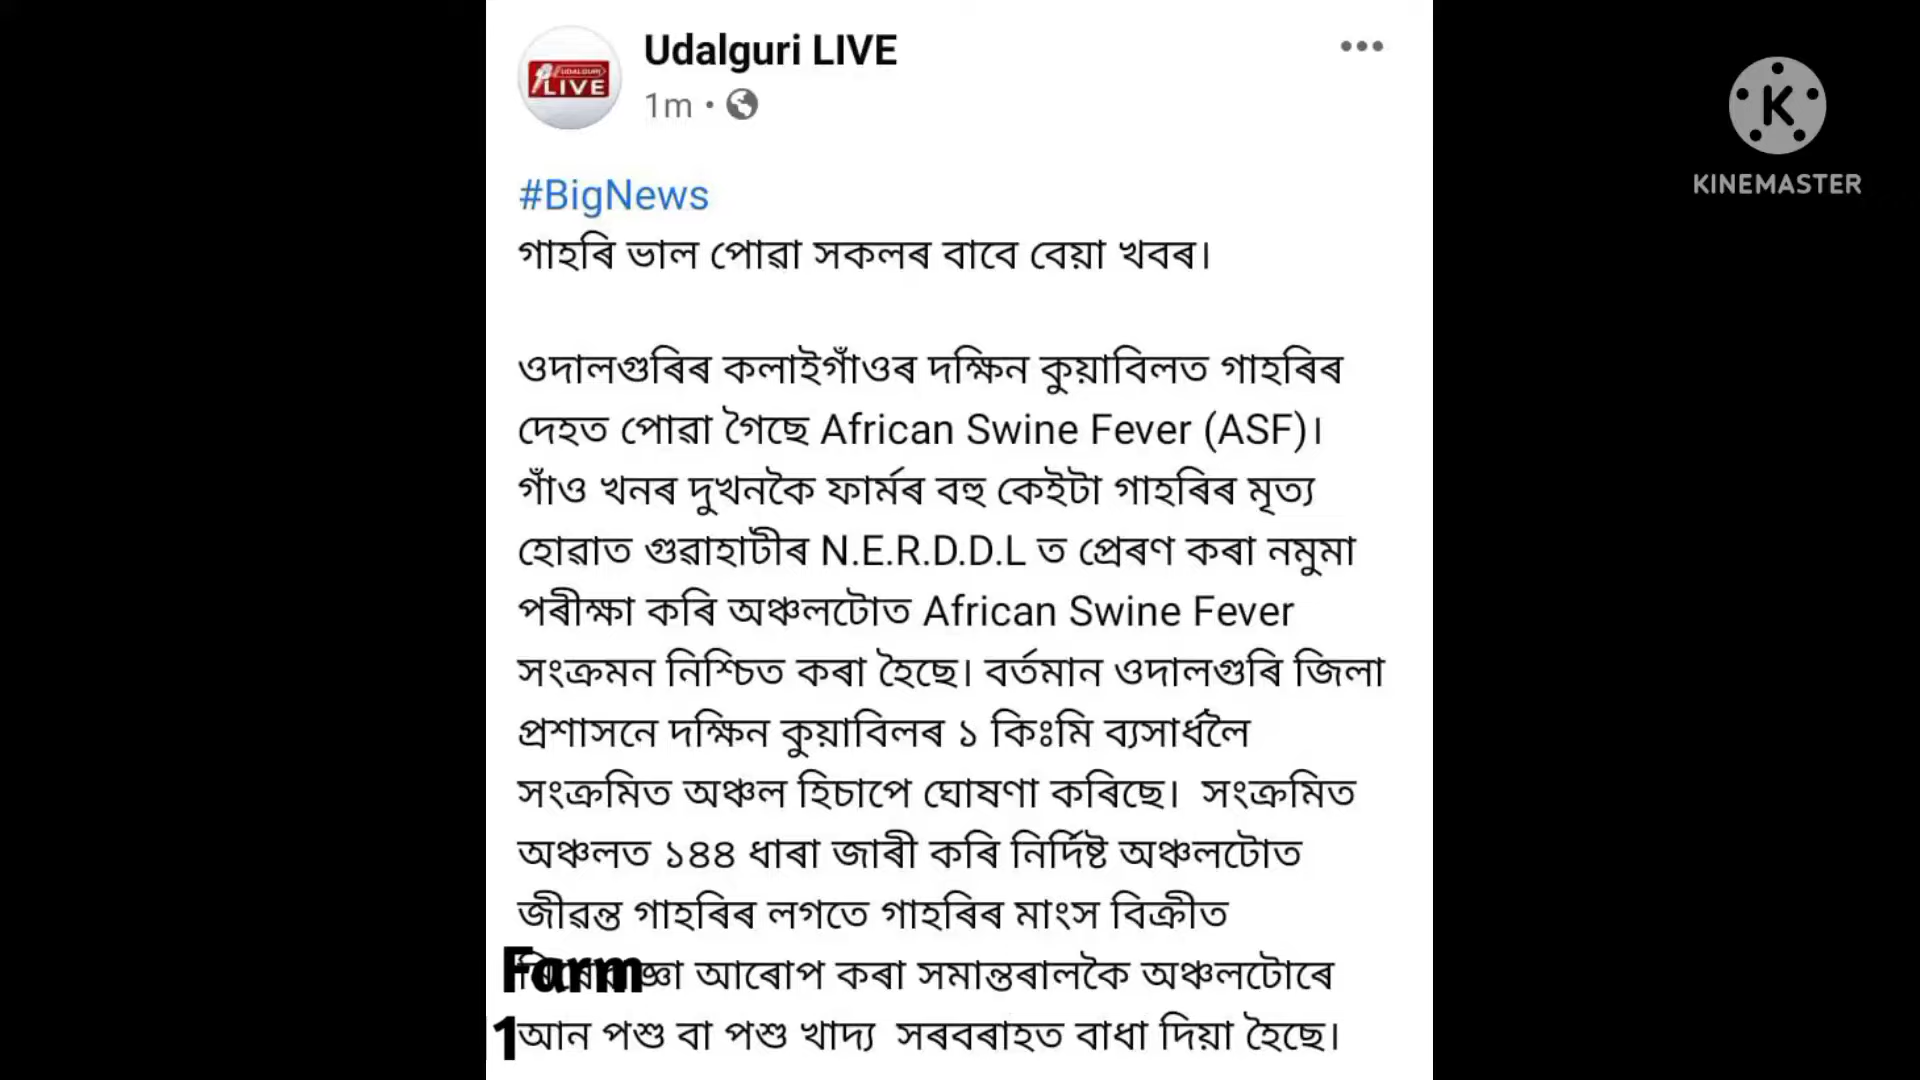 Udalguri LIVE
UDALGURI
LIVE
1m
KINEMASTER
#BigNews
গাহৰি ভাল পোৱা সকলৰ বাবে বেয়া খবৰ।
ওদালগুৰিৰ কলাইগাঁওৰ দক্ষিন কুয়াবিলত গাহৰিৰ
দেহত পোৱা গৈছে African Swine Fever (ASF)।
গাঁও খনৰ দুখনকৈ ফাৰ্মৰ বহু কেইটা গাহৰিৰ মৃত্য
হোৱাত গুৱাহাটীৰ N.E.R.D.D.L ত প্ৰেৰণ কৰা নমুমা
পৰীক্ষা কৰি অঞ্চলটোত African Swine Fever
সংক্ৰমন নিশ্চিত কৰা হৈছে। বৰ্তমান ওদালগুৰি জিলা
প্ৰশাসনে দক্ষিন কুয়াবিলৰ ১ কিঃমি ব্যসাৰ্ধলৈ
সংক্ৰমিত অঞ্চল হিচাপে ঘোষণা কৰিছে। সংক্ৰমিত
অঞ্চলত ১৪৪ ধাৰা জাৰী কৰি নিৰ্দিষ্ট অঞ্চলটোত
জীৱন্ত গাহৰিৰ লগতে গাহৰিৰ মাংস বিক্ৰীত
Farm আৰোপ কৰা সমান্তৰালকৈ অঞ্চলটোৰে
1 আন পশু বা পশু খাদ্য সৰবৰাহত বাধা দিয়া হৈছে।